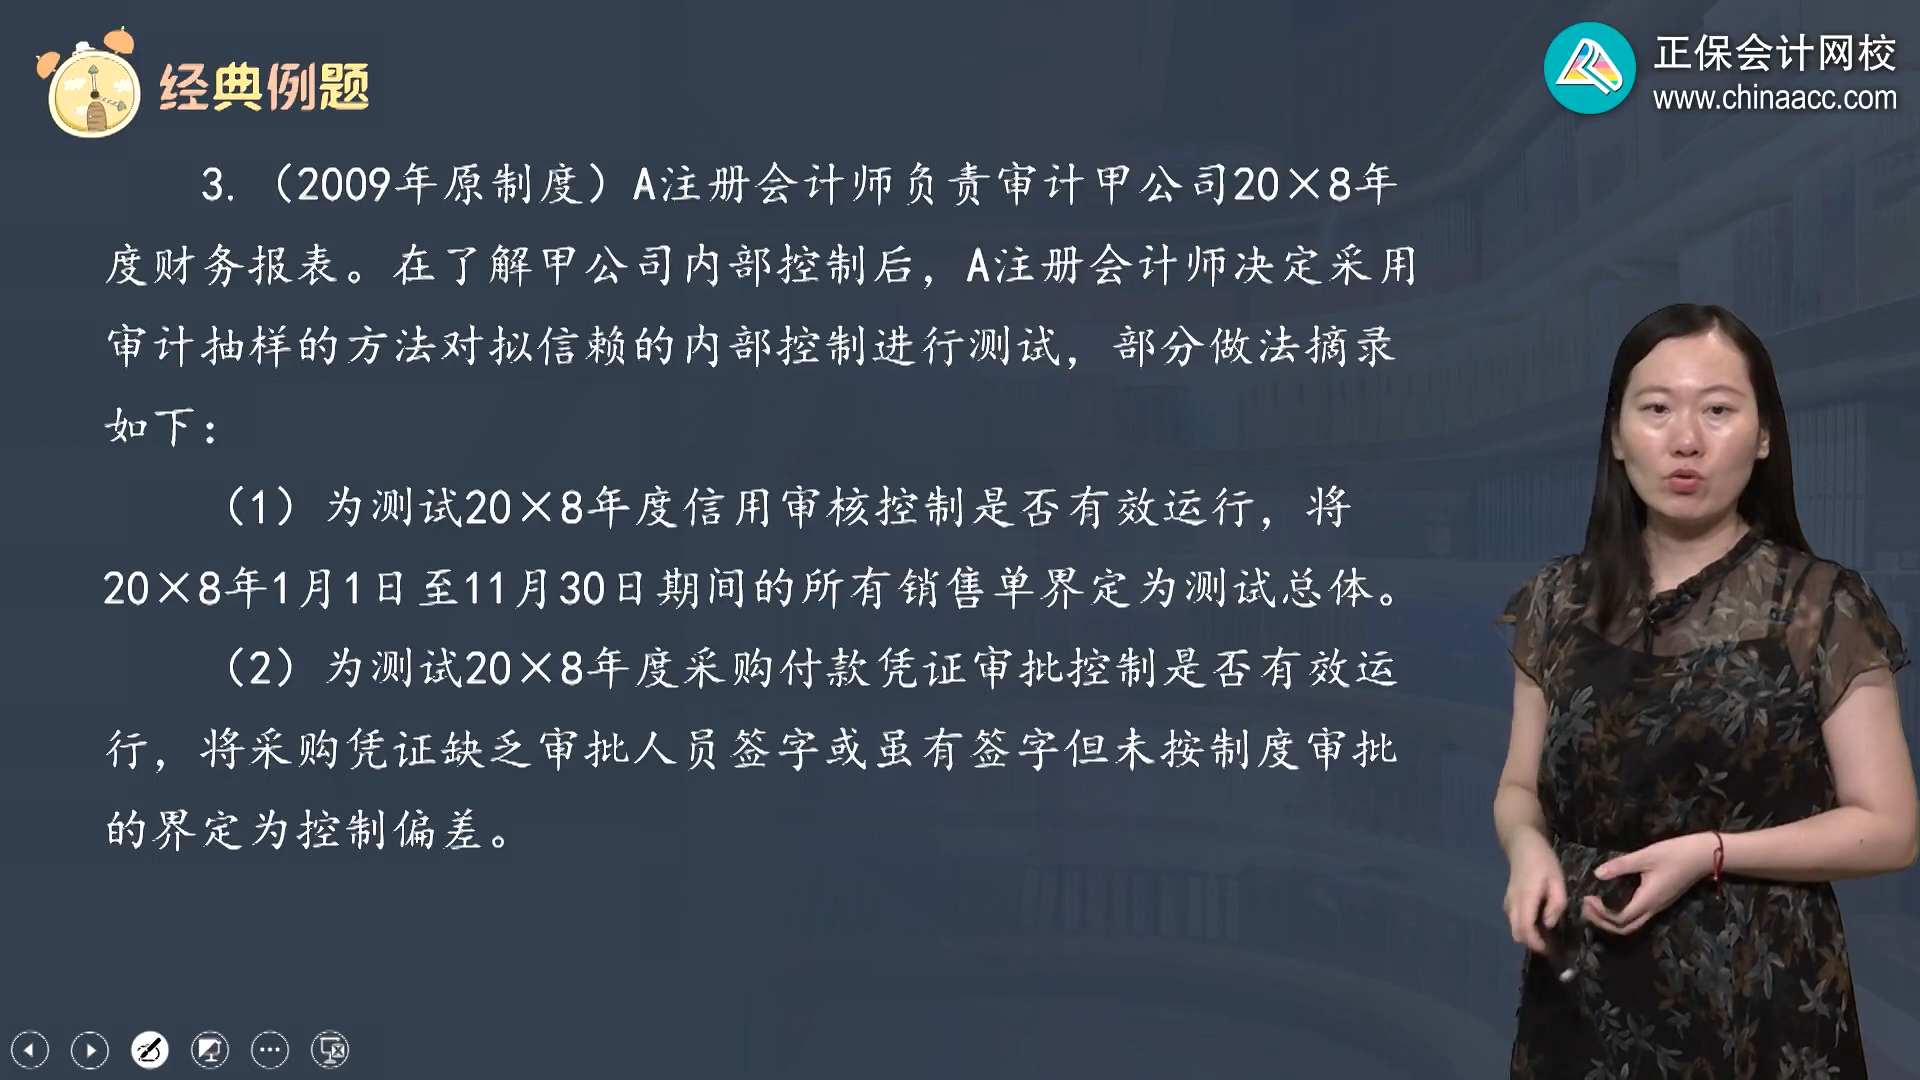 经典例题
正保会计网校
www.chinaacc.com
3.（2009年原制度）A注册会计师负责审计甲公司20×8年
度财务报表。在了解甲公司内部控制后，A注册会计师决定采用
审计抽样的方法对拟信赖的内部控制进行测试，部分做法摘录
如下：
（1）为测试20×8年度信用审核控制是否有效运行，将
20×8年1月1日至11月30日期间的所有销售单界定为测试总体。
（2）为测试20×8年度采购付款凭证审批控制是否有效运
行，将采购凭证缺乏审批人员签字或虽有签字但未按制度审批
的界定为控制偏差。